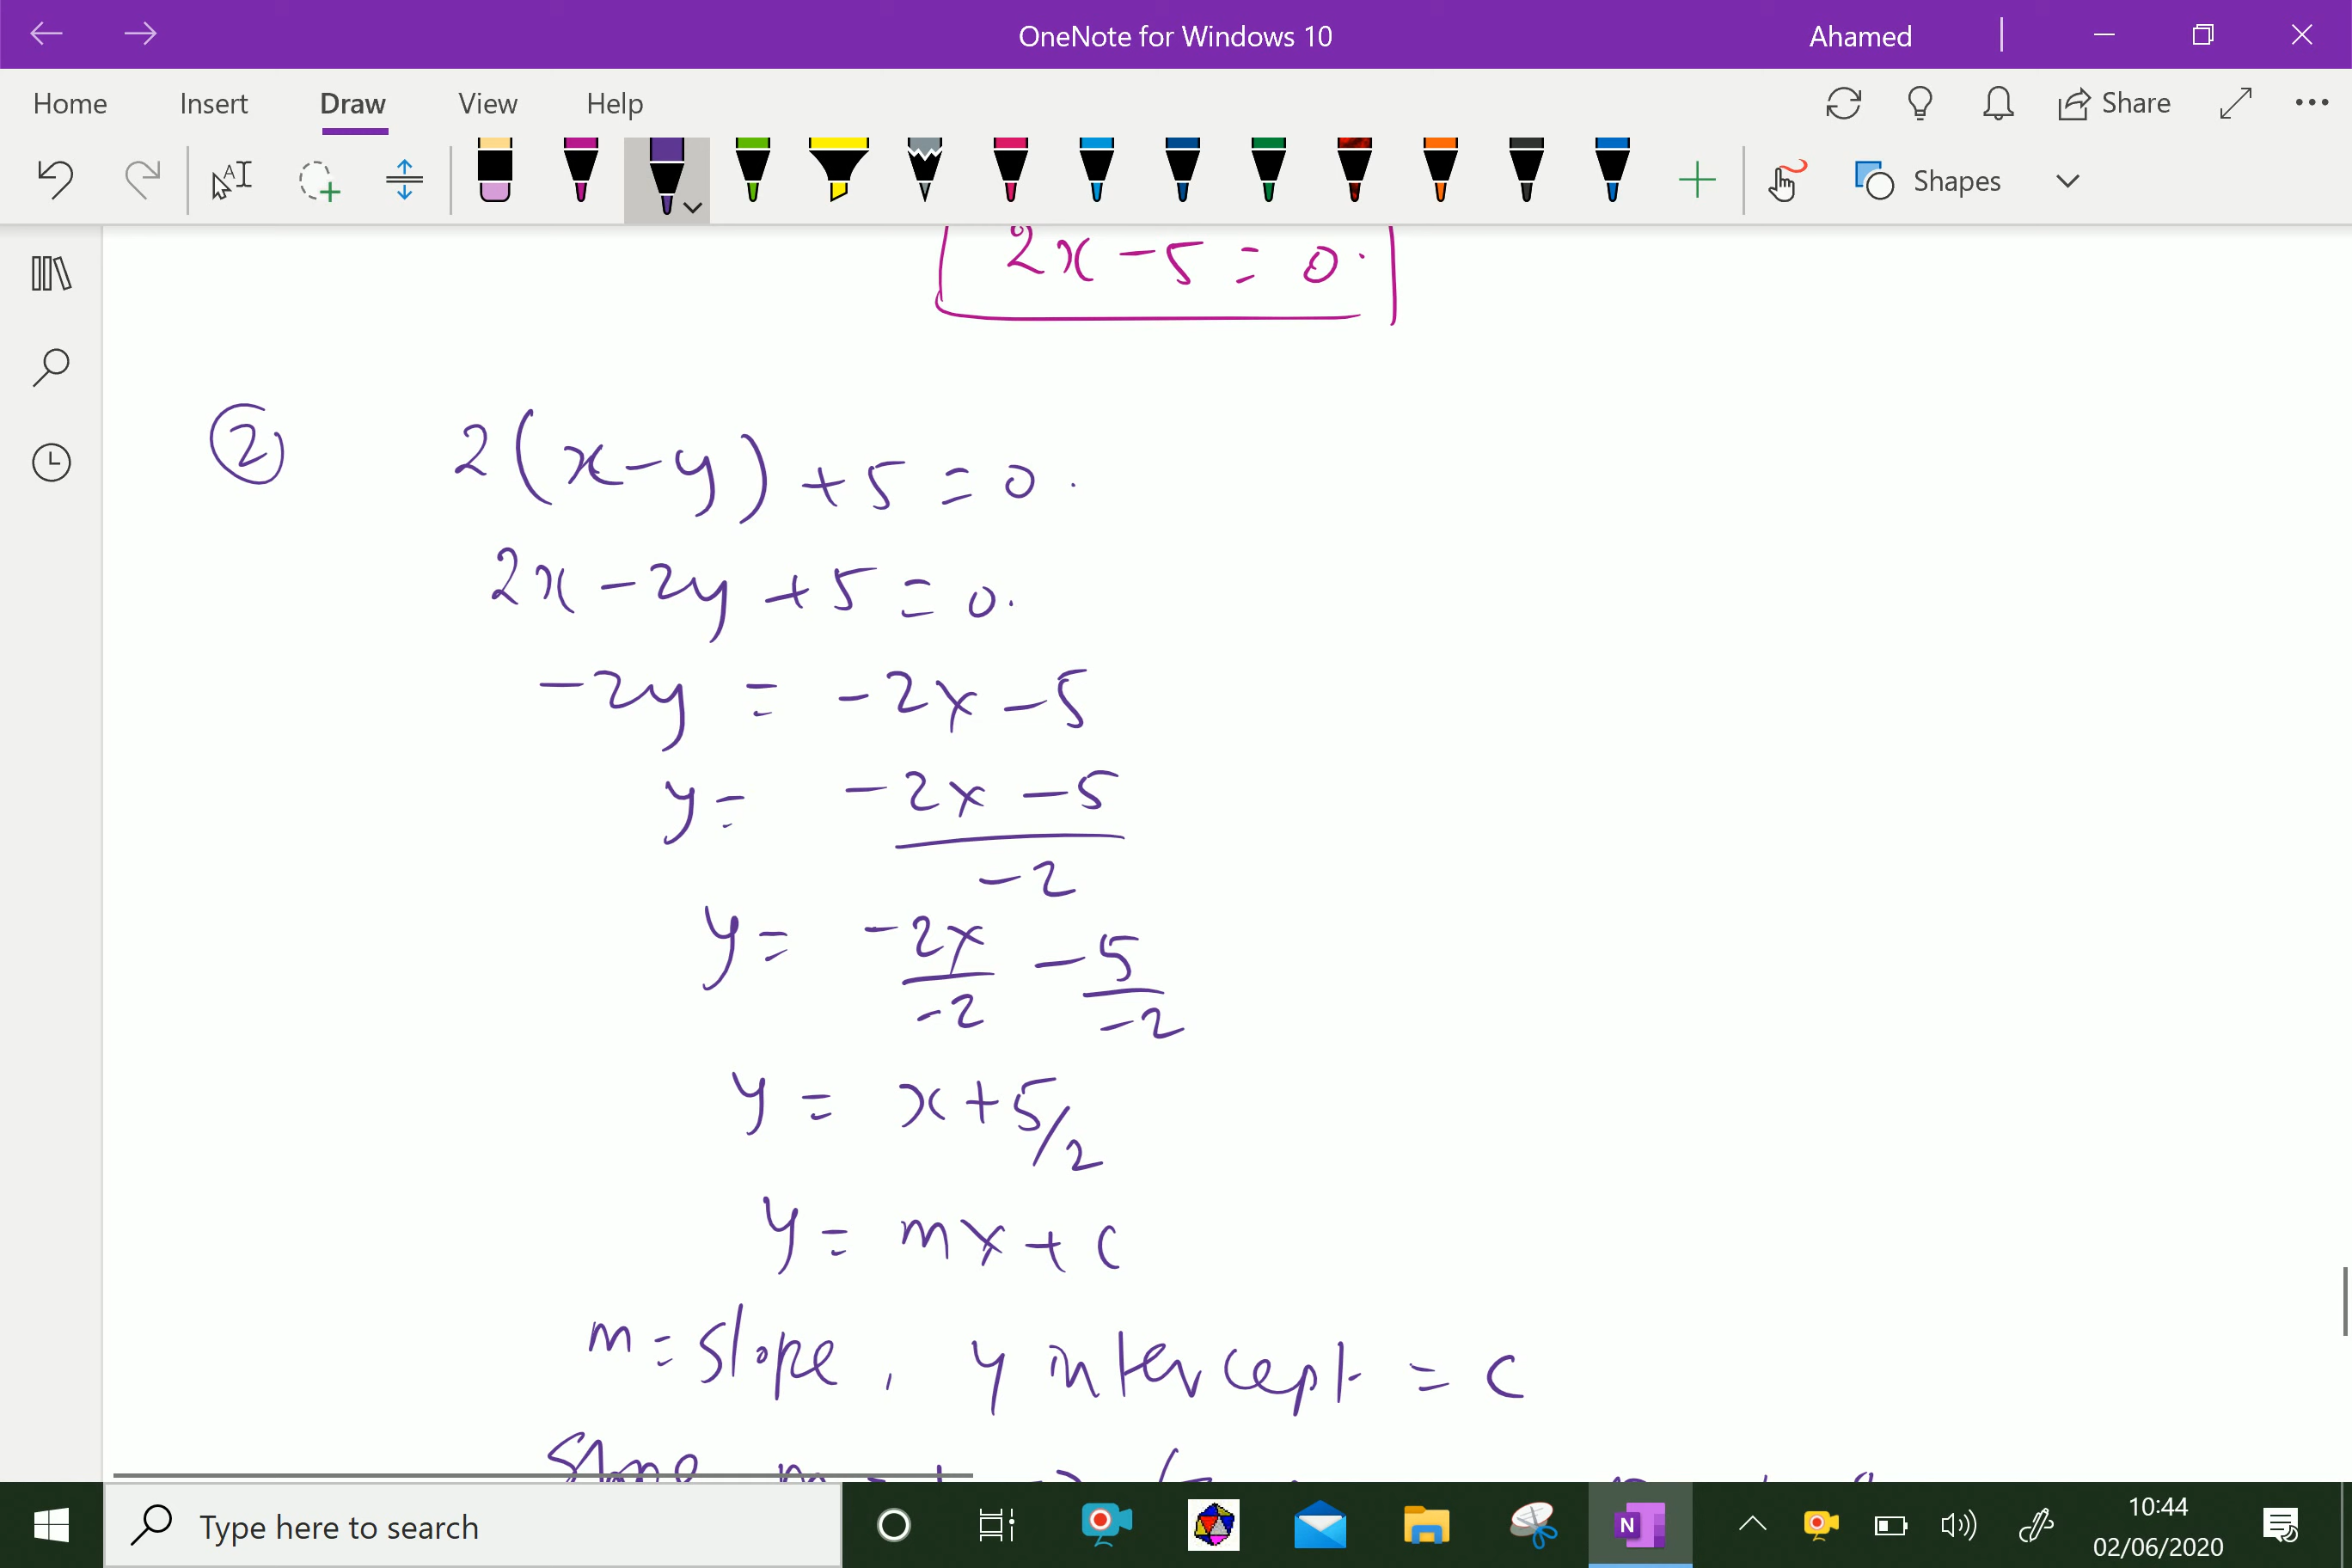 OneNote for Windows 10 Ahamed
Home Insert Draw View Help Share
Shapes
2x - 5 = 0.
② 2(x-y) + 5 = 0.
2x - 2y + 5 = 0.
-2y = -2x - 5
y = -2x - 5 / -2
y = -2x/-2 - 5/-2
y = x + 5/2
y = mx + c
m = slope, y intercept = c
Type here to search
N
10:44
02/06/2020